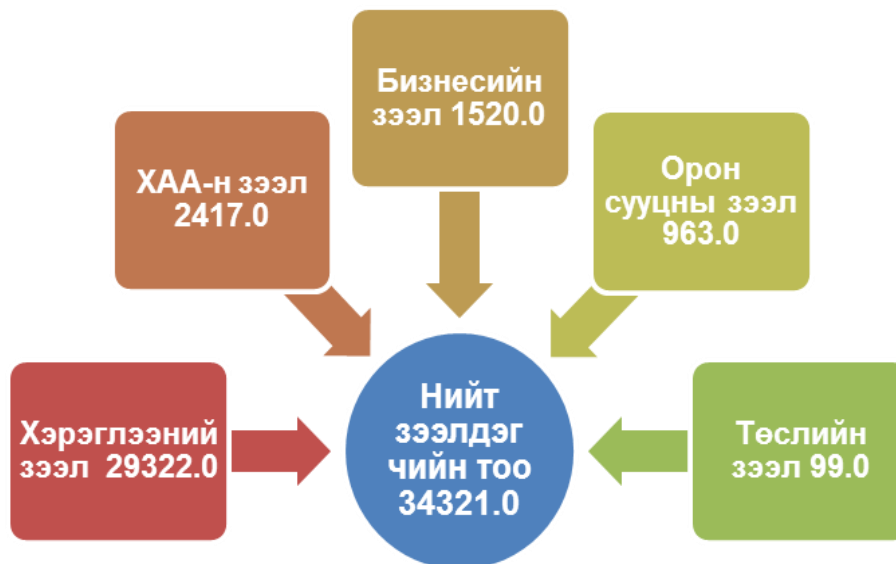 Бизнесийн
зээл 1520.0
ХАА-н зээл
2417.0
Орон
сууцны зээл
963.0
Хэрэглээний
зээл 29322.0
Нийт
зээлдэг
чийн тоо
34321.0
Төслийн
зээл 99.0